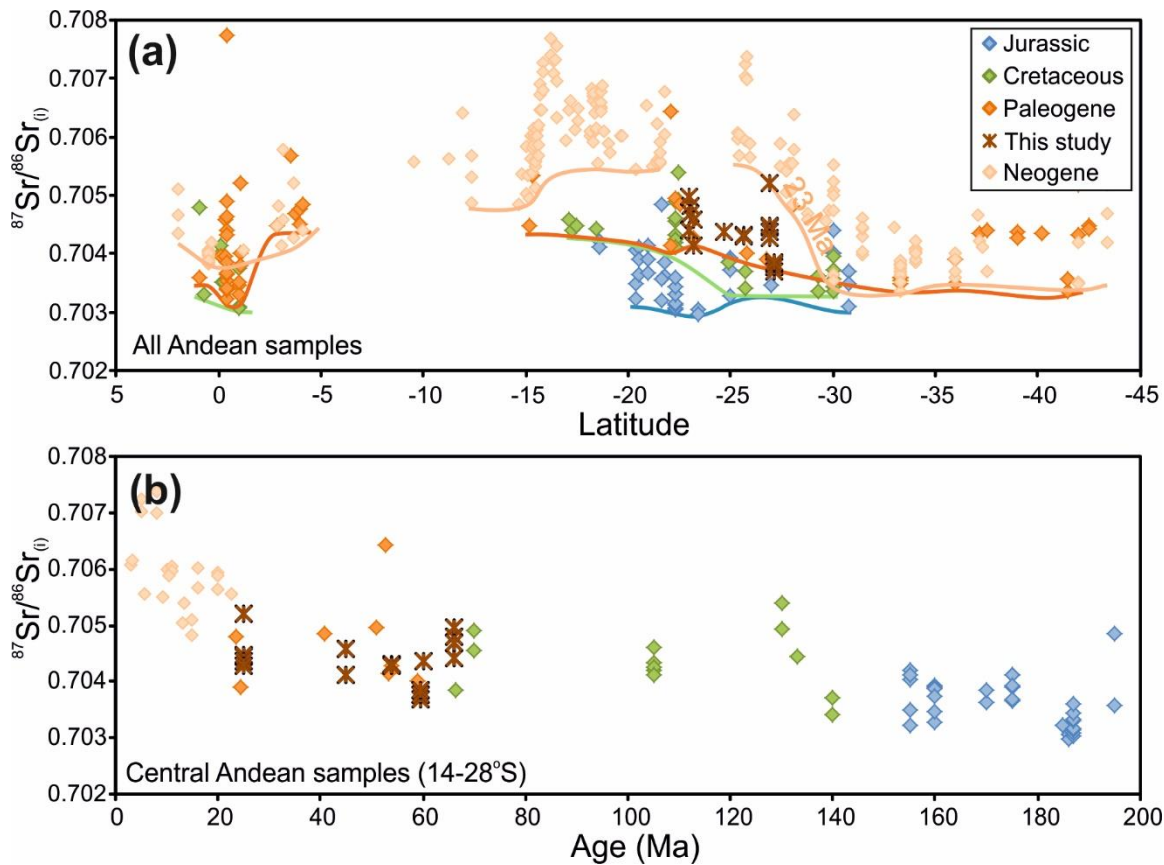 (a)
0.708
0.707
0.706
0.705
0.704
0.703
0.702
87Sr/86Sr(i)
Jurassic
Cretaceous
Paleogene
This study
Neogene
23 Ma
All Andean samples
5 0 -5 -10 -15 -20 -25 -30 -35 -40 -45
Latitude
(b)
0.708
0.707
0.706
0.705
0.704
0.703
0.702
87Sr/86Sr(i)
Central Andean samples (14-28°S)
0 20 40 60 80 100 120 140 160 180 200
Age (Ma)